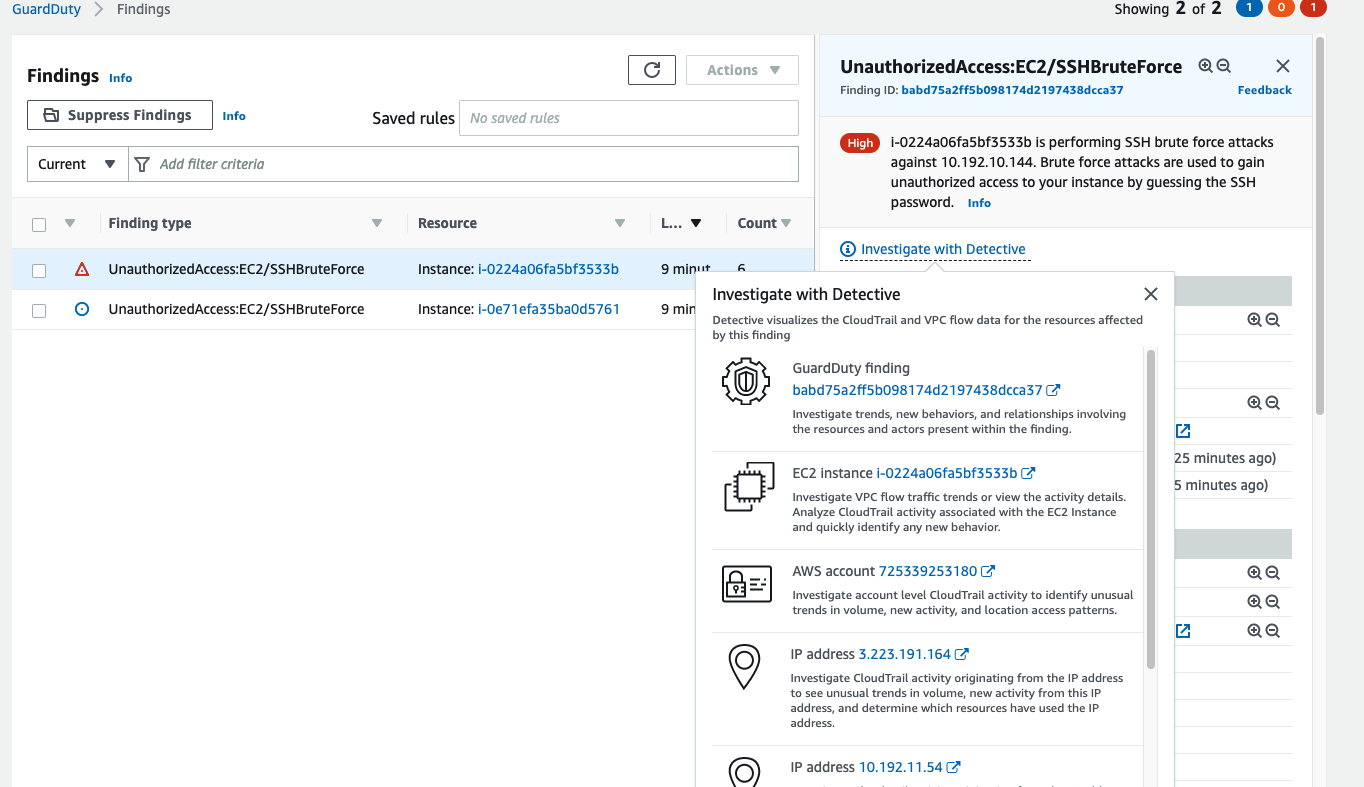 GuardDuty > Findings
Showing 2 of 2 1 0 1
Findings Info
Actions
Suppress Findings Info
Saved rules No saved rules
Current Add filter criteria
Finding type Resource L... Count
UnauthorizedAccess:EC2/SSHBruteForce Instance: i-0224a06fa5bf3533b 9 minut 6
UnauthorizedAccess:EC2/SSHBruteForce Instance: i-0e71efa35ba0d5761 9 min
UnauthorizedAccess:EC2/SSHBruteForce
Finding ID: babd75a2ff5b098174d2197438dcca37 Feedback
High i-0224a06fa5bf3533b is performing SSH brute force attacks
against 10.192.10.144. Brute force attacks are used to gain
unauthorized access to your instance by guessing the SSH
password. Info
Investigate with Detective
Investigate with Detective
Detective visualizes the CloudTrail and VPC flow data for the resources affected
by this finding
GuardDuty finding
babd75a2ff5b098174d2197438dcca37
Investigate trends, new behaviors, and relationships involving
the resources and actors present within the finding.
EC2 instance i-0224a06fa5bf3533b
Investigate VPC flow traffic trends or view the activity details.
Analyze CloudTrail activity associated with the EC2 Instance
and quickly identify any new behavior.
AWS account 725339253180
Investigate account level CloudTrail activity to identify unusual
trends in volume, new activity, and location access patterns.
IP address 3.223.191.164
Investigate CloudTrail activity originating from the IP address
to see unusual trends in volume, new activity from this IP
address, and determine which resources have used the IP
address.
IP address 10.192.11.54
25 minutes ago)
5 minutes ago)